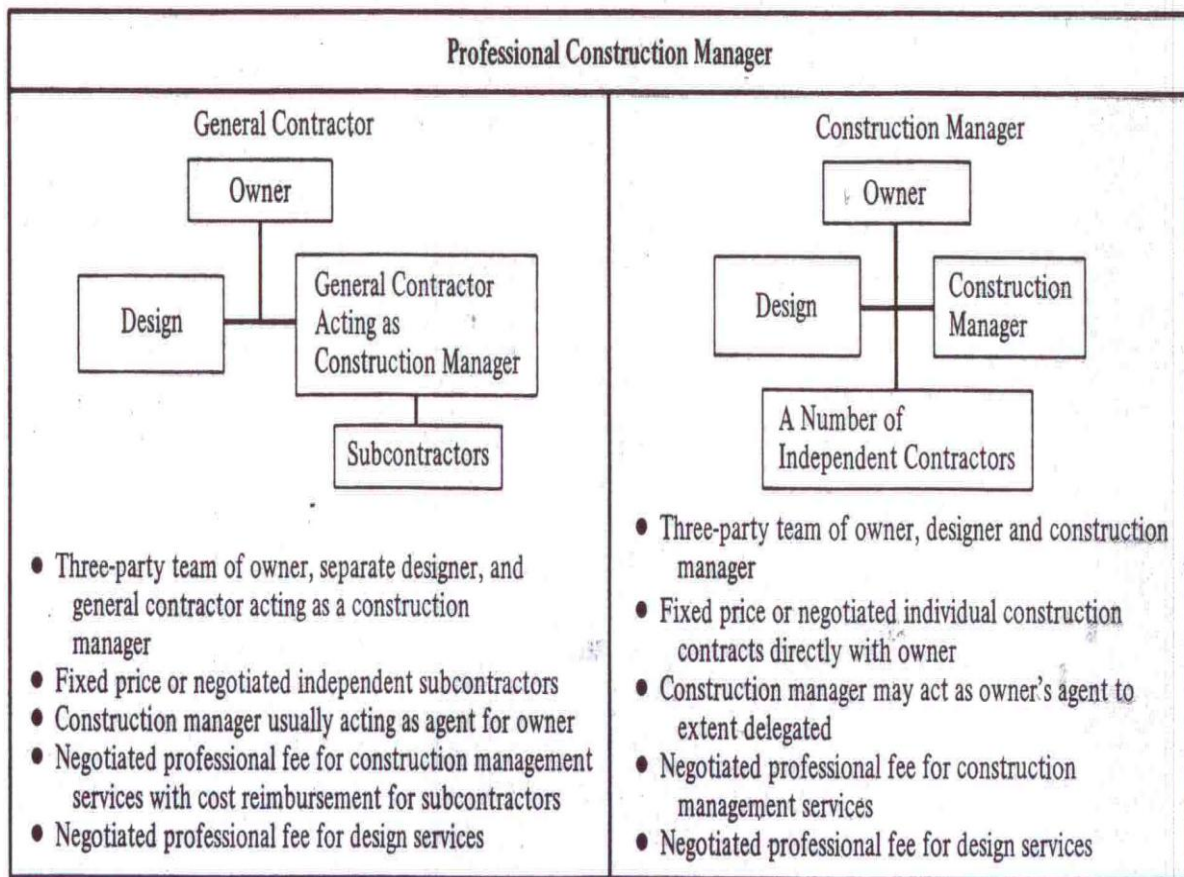 Professional Construction Manager
General Contractor
Owner
Design
General Contractor
Acting as
Construction Manager
Subcontractors
● Three-party team of owner, separate designer, and
general contractor acting as a construction
manager
● Fixed price or negotiated independent subcontractors
● Construction manager usually acting as agent for owner
● Negotiated professional fee for construction management
services with cost reimbursement for subcontractors
● Negotiated professional fee for design services
Construction Manager
Owner
Design
Construction
Manager
A Number of
Independent Contractors
● Three-party team of owner, designer and construction
manager
● Fixed price or negotiated individual construction
contracts directly with owner
● Construction manager may act as owner's agent to
extent delegated
● Negotiated professional fee for construction
management services
● Negotiated professional fee for design services